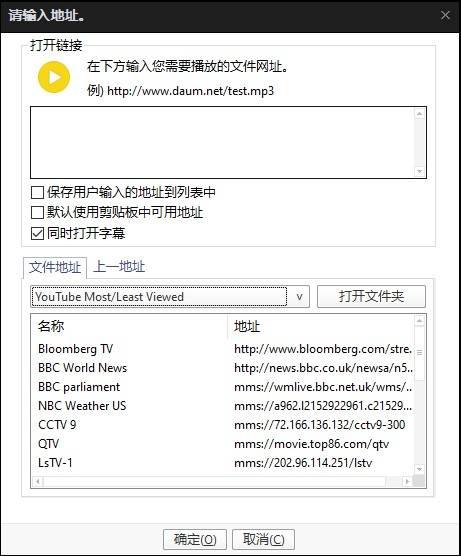 请输入地址。
打开链接
在下方输入您需要播放的文件网址。
例) http://www.daum.net/test.mp3
保存用户输入的地址到列表中
默认使用剪贴板中可用地址
同时打开字幕
文件地址 上一地址
YouTube Most/Least Viewed 打开文件夹
名称 地址
Bloomberg TV http://www.bloomberg.com/stre...
BBC World News http://news.bbc.co.uk/newsa/n5...
BBC parliament mms://wmlive.bbc.net.uk/wms/...
NBC Weather US mms://a962.l2152922961.c21529...
CCTV 9 mms://72.166.136.132/cctv9-300
QTV mms://movie.top86.com/qtv
LsTV-1 mms://202.96.114.251/lstv
确定(O) 取消(C)